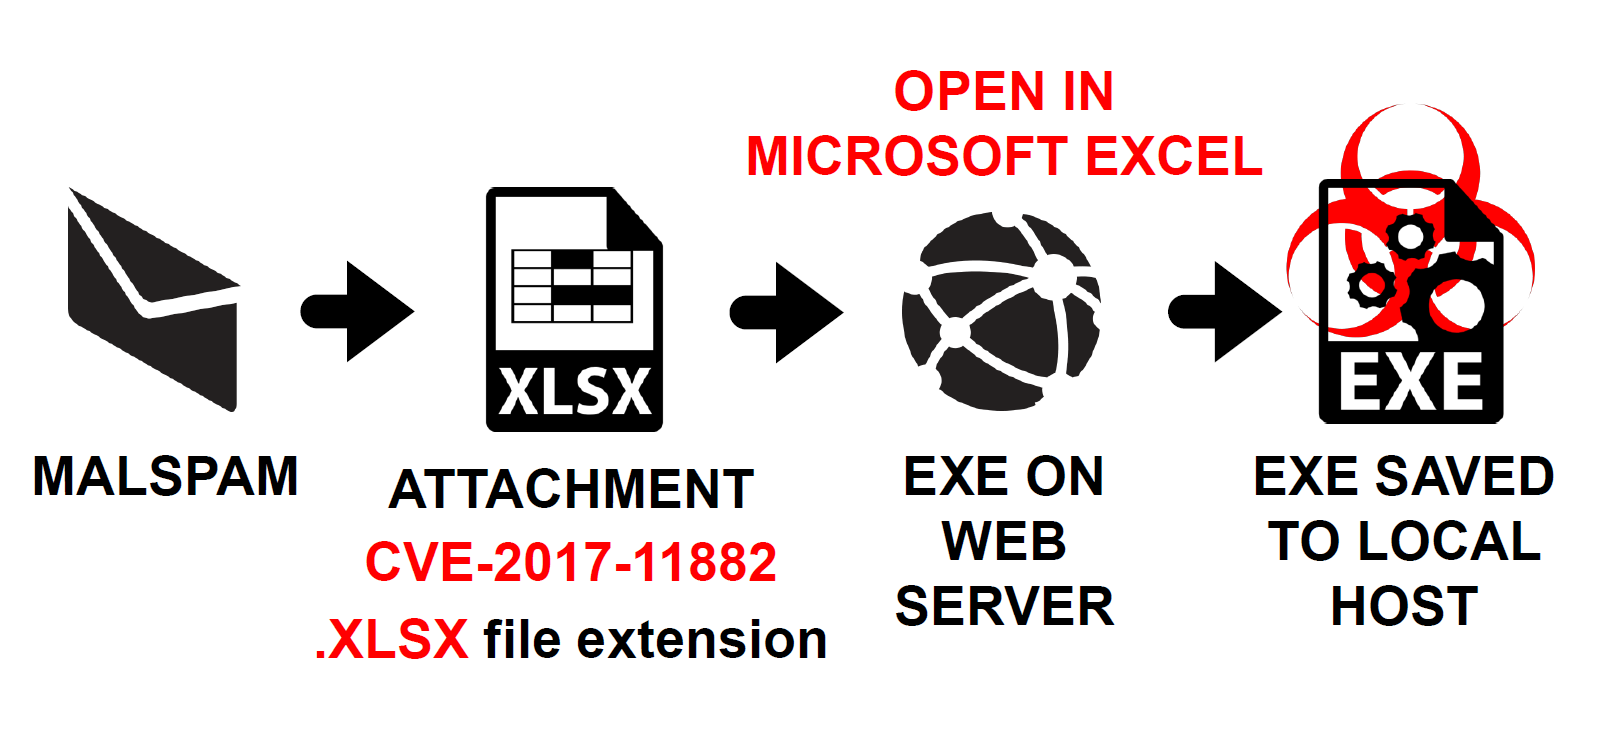 OPEN IN
MICROSOFT EXCEL
XLSX
EXE
MALSPAM
ATTACHMENT
CVE-2017-11882
.XLSX file extension
EXE ON
WEB
SERVER
EXE SAVED
TO LOCAL
HOST